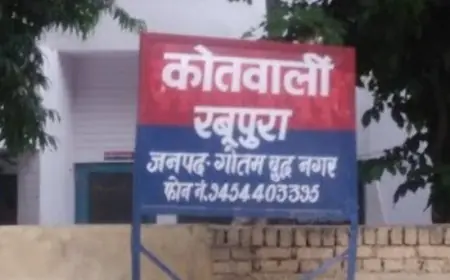 कोतवाली
रबूपुरा
जनपद-गौतम बुद्ध नगर
फोन नं.9454403395